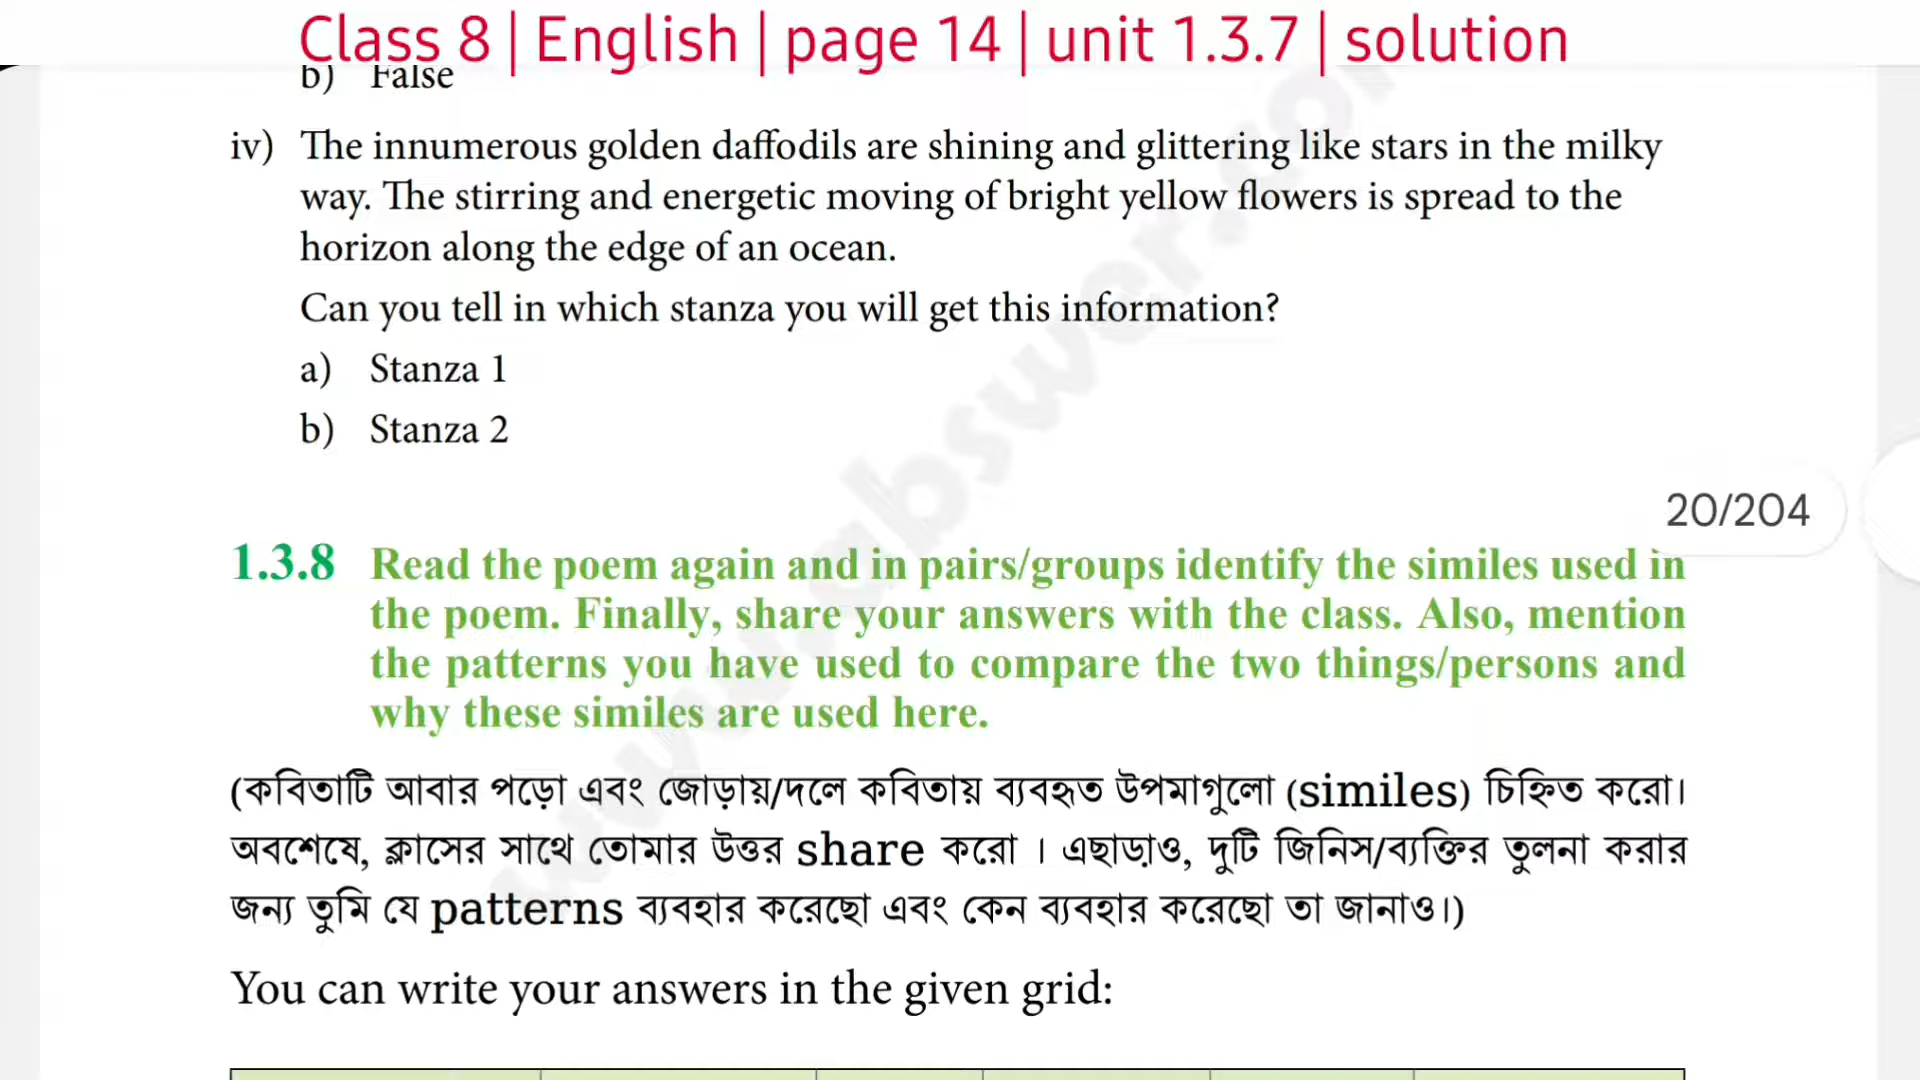 Class 8 | English | page 14 | unit 1.3.7 | solution
b) False
iv) The innumerous golden daffodils are shining and glittering like stars in the milky
way. The stirring and energetic moving of bright yellow flowers is spread to the
horizon along the edge of an ocean.
Can you tell in which stanza you will get this information?
a) Stanza 1
b) Stanza 2
20/204
1.3.8 Read the poem again and in pairs/groups identify the similes used in
the poem. Finally, share your answers with the class. Also, mention
the patterns you have used to compare the two things/persons and
why these similes are used here.
(কবিতাটি আবার পড়ো এবং জোড়ায়/দলে কবিতায় ব্যবহৃত উপমাগুলো (similes) চিহ্নিত করো।
অবশেষে, ক্লাসের সাথে তোমার উত্তর share করো । এছাড়াও, দুটি জিনিস/ব্যক্তির তুলনা করার
জন্য তুমি যে patterns ব্যবহার করেছো এবং কেন ব্যবহার করেছো তা জানাও।)
You can write your answers in the given grid:
www.abswer.com